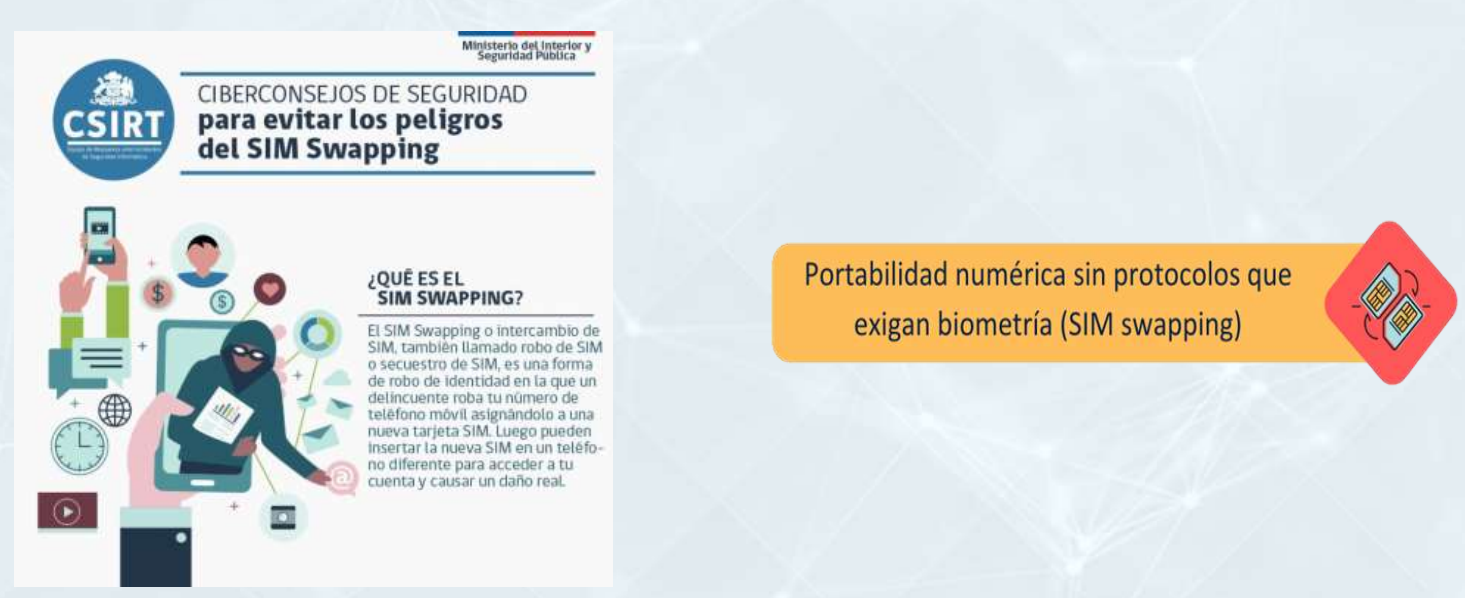 Ministerio del Interior y
Seguridad Pública
CSIRT
CIBERCONSEJOS DE SEGURIDAD
para evitar los peligros
del SIM Swapping
¿QUÉ ES EL
SIM SWAPPING?
El SIM Swapping o intercambio de
SIM, también llamado robo de SIM
o secuestro de SIM, es una forma
de robo de identidad en la que un
delincuente roba tu número de
teléfono móvil asignándolo a una
nueva tarjeta SIM. Luego pueden
insertar la nueva SIM en un teléfo-
no diferente para acceder a tu
cuenta y causar un daño real.
Portabilidad numérica sin protocolos que
exigan biometría (SIM swapping)